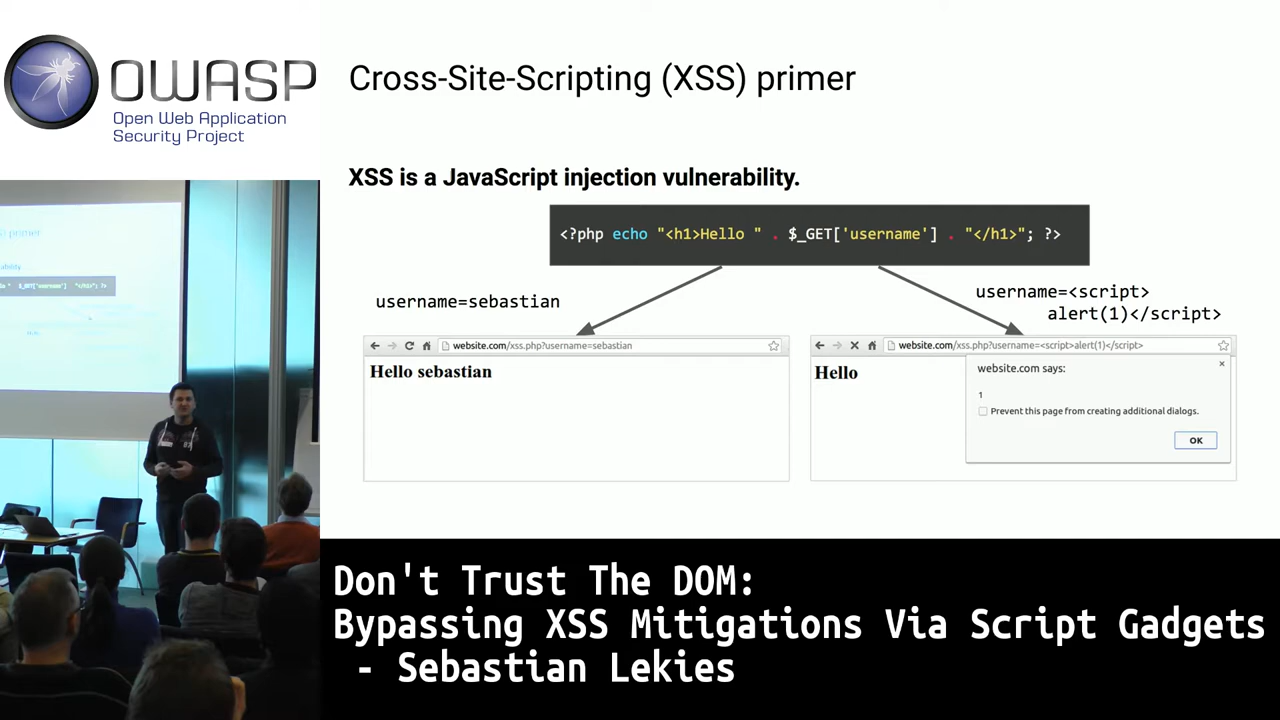 OWASP
Open Web Application
Security Project
Cross-Site-Scripting (XSS) primer
XSS is a JavaScript injection vulnerability.
<?php echo "<h1>Hello " . $_GET['username'] . "</h1>"; ?>
username=sebastian
username=<script>
alert(1)</script>
website.com/xss.php?username=sebastian
Hello sebastian
website.com/xss.php?username=<script>alert(1)</script>
Hello
website.com says:
1
Prevent this page from creating additional dialogs.
OK
Don't Trust The DOM:
Bypassing XSS Mitigations Via Script Gadgets
- Sebastian Lekies